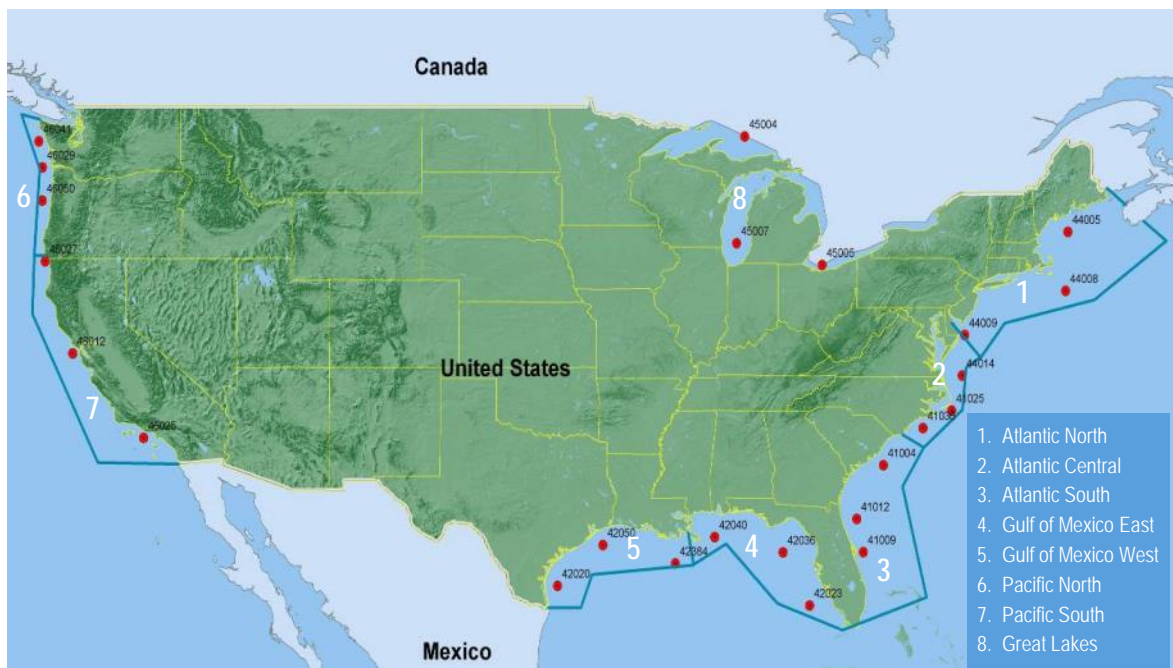 Canada
45004
46041
46029
6
46050
8
44005
45007
45005
46027
44008
1
44009
46012
United States
2
44014
7
41025
46025
41035
41004
41012
42050
5
42040
4
42036
41009
42384
3
42020
42023
Mexico
1. Atlantic North
2. Atlantic Central
3. Atlantic South
4. Gulf of Mexico East
5. Gulf of Mexico West
6. Pacific North
7. Pacific South
8. Great Lakes